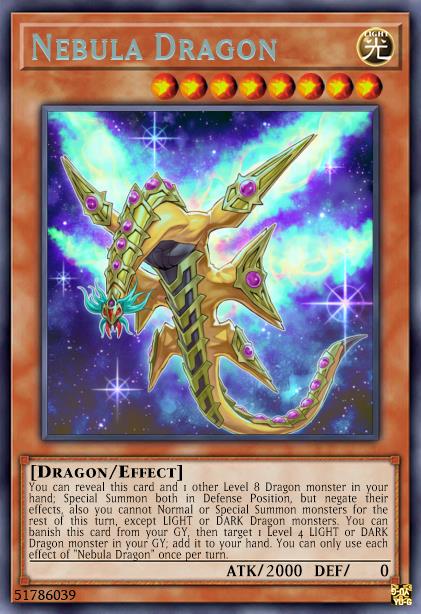 NEBULA DRAGON
LIGHT
光
[DRAGON/EFFECT]
You can reveal this card and 1 other Level 8 Dragon monster in your
hand; Special Summon both in Defense Position, but negate their
effects, also you cannot Normal or Special Summon monsters for the
rest of this turn, except LIGHT or DARK Dragon monsters. You can
banish this card from your GY, then target 1 Level 4 LIGHT or DARK
Dragon monster in your GY; add it to your hand. You can only use each
effect of "Nebula Dragon" once per turn.
ATK/2000 DEF/ 0
51786039